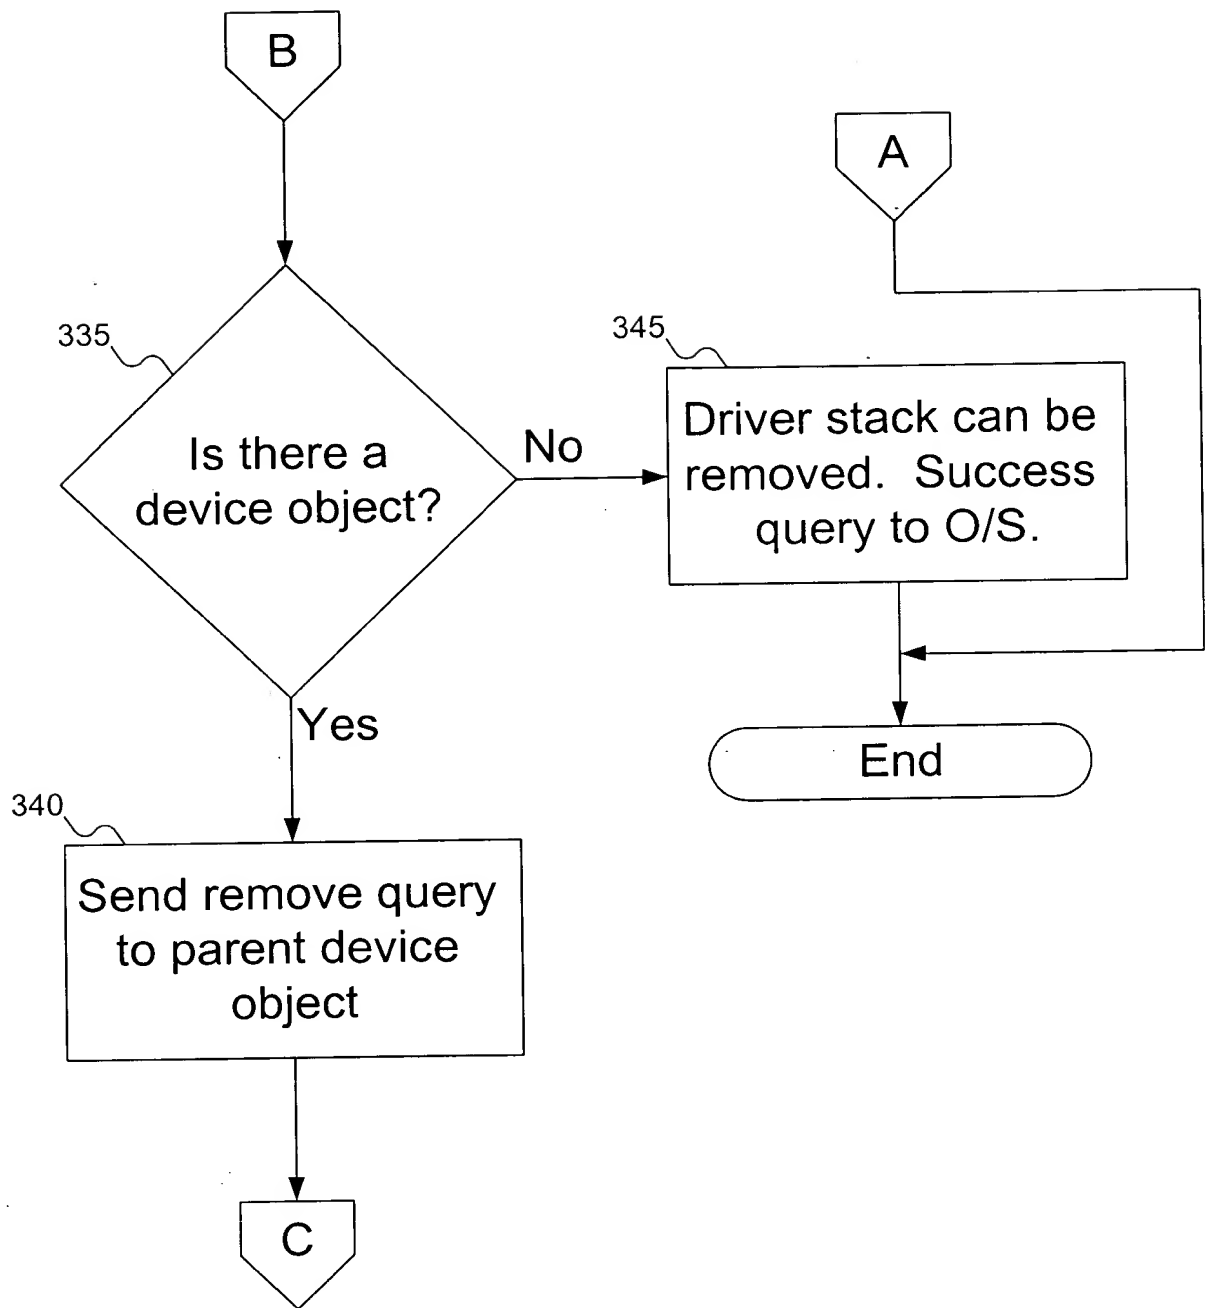 B
A
335
345
Is there a
device object?
No
Driver stack can be
removed.  Success
query to O/S.
Yes
End
340
Send remove query
to parent device
object
C